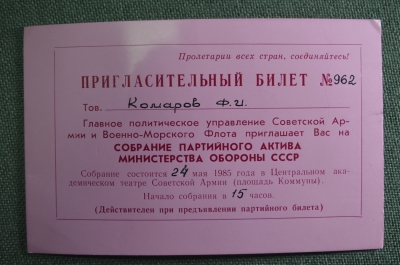 Пролетарии всех стран, соединяйтесь!
ПРИГЛАСИТЕЛЬНЫЙ БИЛЕТ №962
Тов. Комаров Ф.И.
Главное политическое управление Советской Ар-
мии и Военно-Морского Флота приглашает Вас на
СОБРАНИЕ ПАРТИЙНОГО АКТИВА
МИНИСТЕРСТВА ОБОРОНЫ СССР
Собрание состоится 24 мая 1985 года в Центральном ака-
демическом театре Советской Армии (площадь Коммуны).
Начало собрания в 15 часов.
(Действителен при предъявлении партийного билета)